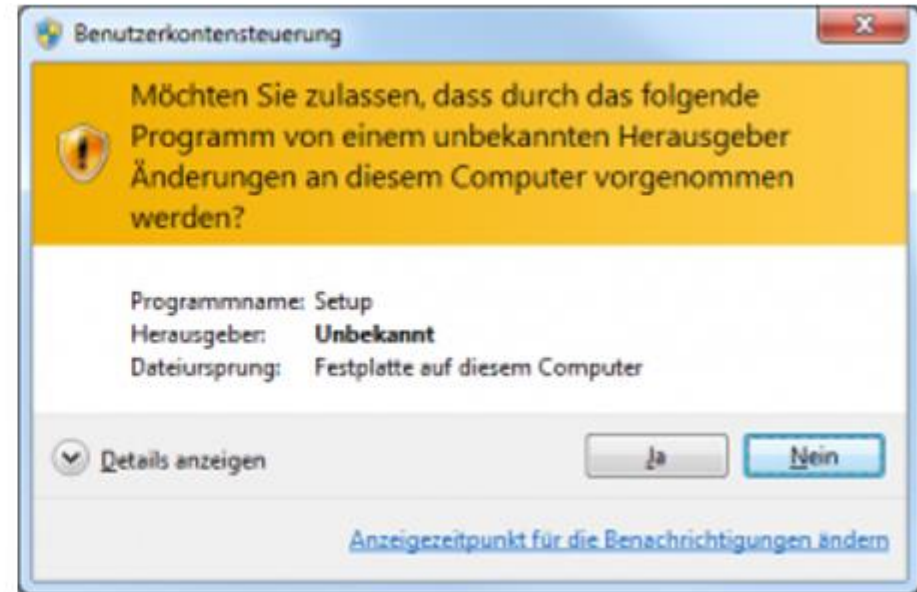 Benutzerkontensteuerung
Möchten Sie zulassen, dass durch das folgende
Programm von einem unbekannten Herausgeber
Änderungen an diesem Computer vorgenommen
werden?
Programmname: Setup
Herausgeber: Unbekannt
Dateiursprung: Festplatte auf diesem Computer
Details anzeigen
Ja
Nein
Anzeigezeitpunkt für die Benachrichtigungen ändern